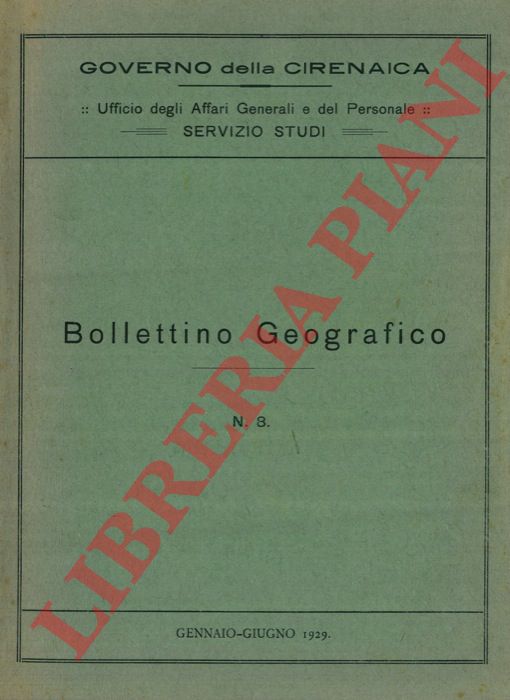 GOVERNO della CIRENAICA
:: Ufficio degli Affari Generali e del Personale ::
SERVIZIO STUDI
LIBRERIA PIANI
Bollettino Geografico
N. 8.
GENNAIO-GIUGNO 1929.